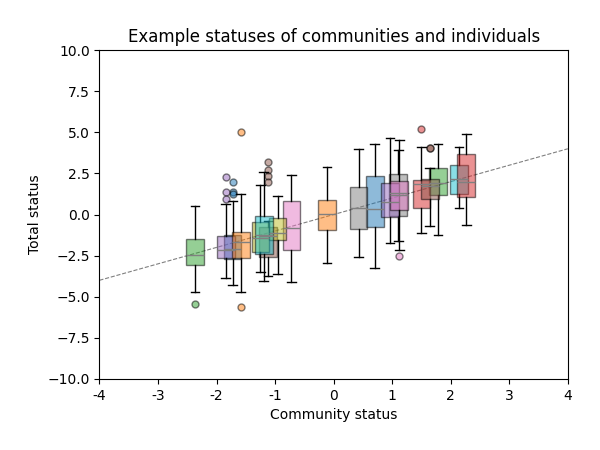 Example statuses of communities and individuals
10.0
7.5
5.0
2.5
0.0
−2.5
−5.0
−7.5
−10.0
Total status
-4 -3 -2 -1 0 1 2 3 4
Community status